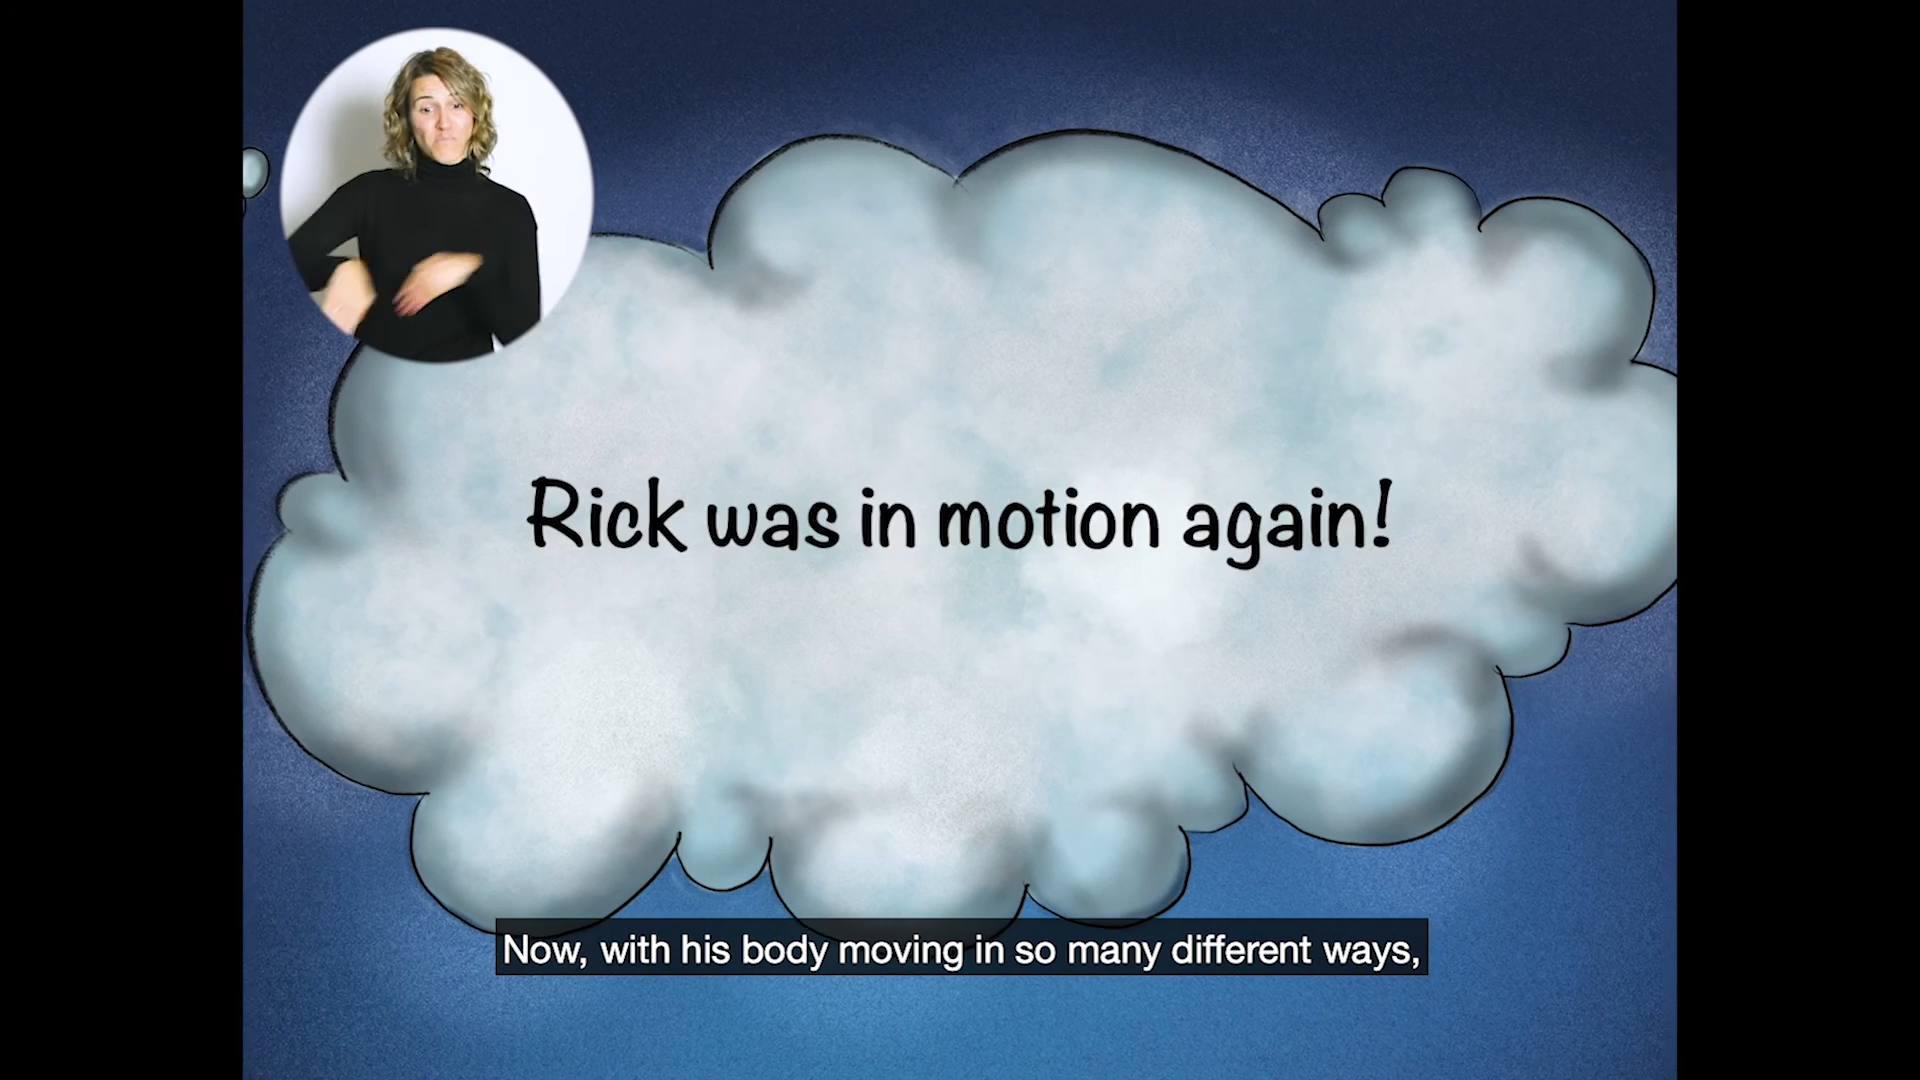 Rick was in motion again!
Now, with his body moving in so many different ways,